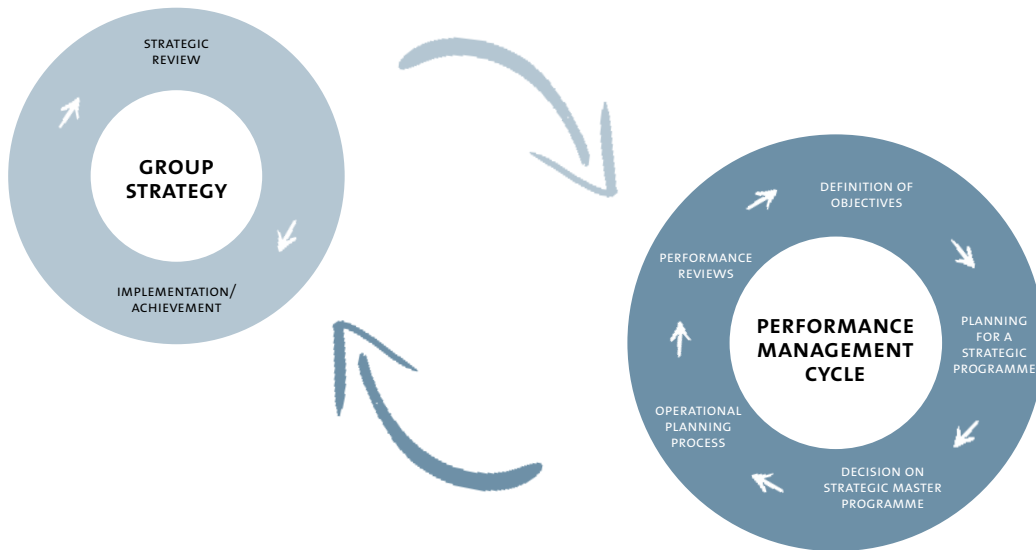 STRATEGIC
REVIEW
GROUP
STRATEGY
IMPLEMENTATION/
ACHIEVEMENT
DEFINITION OF
OBJECTIVES
PERFORMANCE
REVIEWS
PERFORMANCE
MANAGEMENT
CYCLE
PLANNING
FOR A
STRATEGIC
PROGRAMME
OPERATIONAL
PLANNING
PROCESS
DECISION ON
STRATEGIC MASTER
PROGRAMME